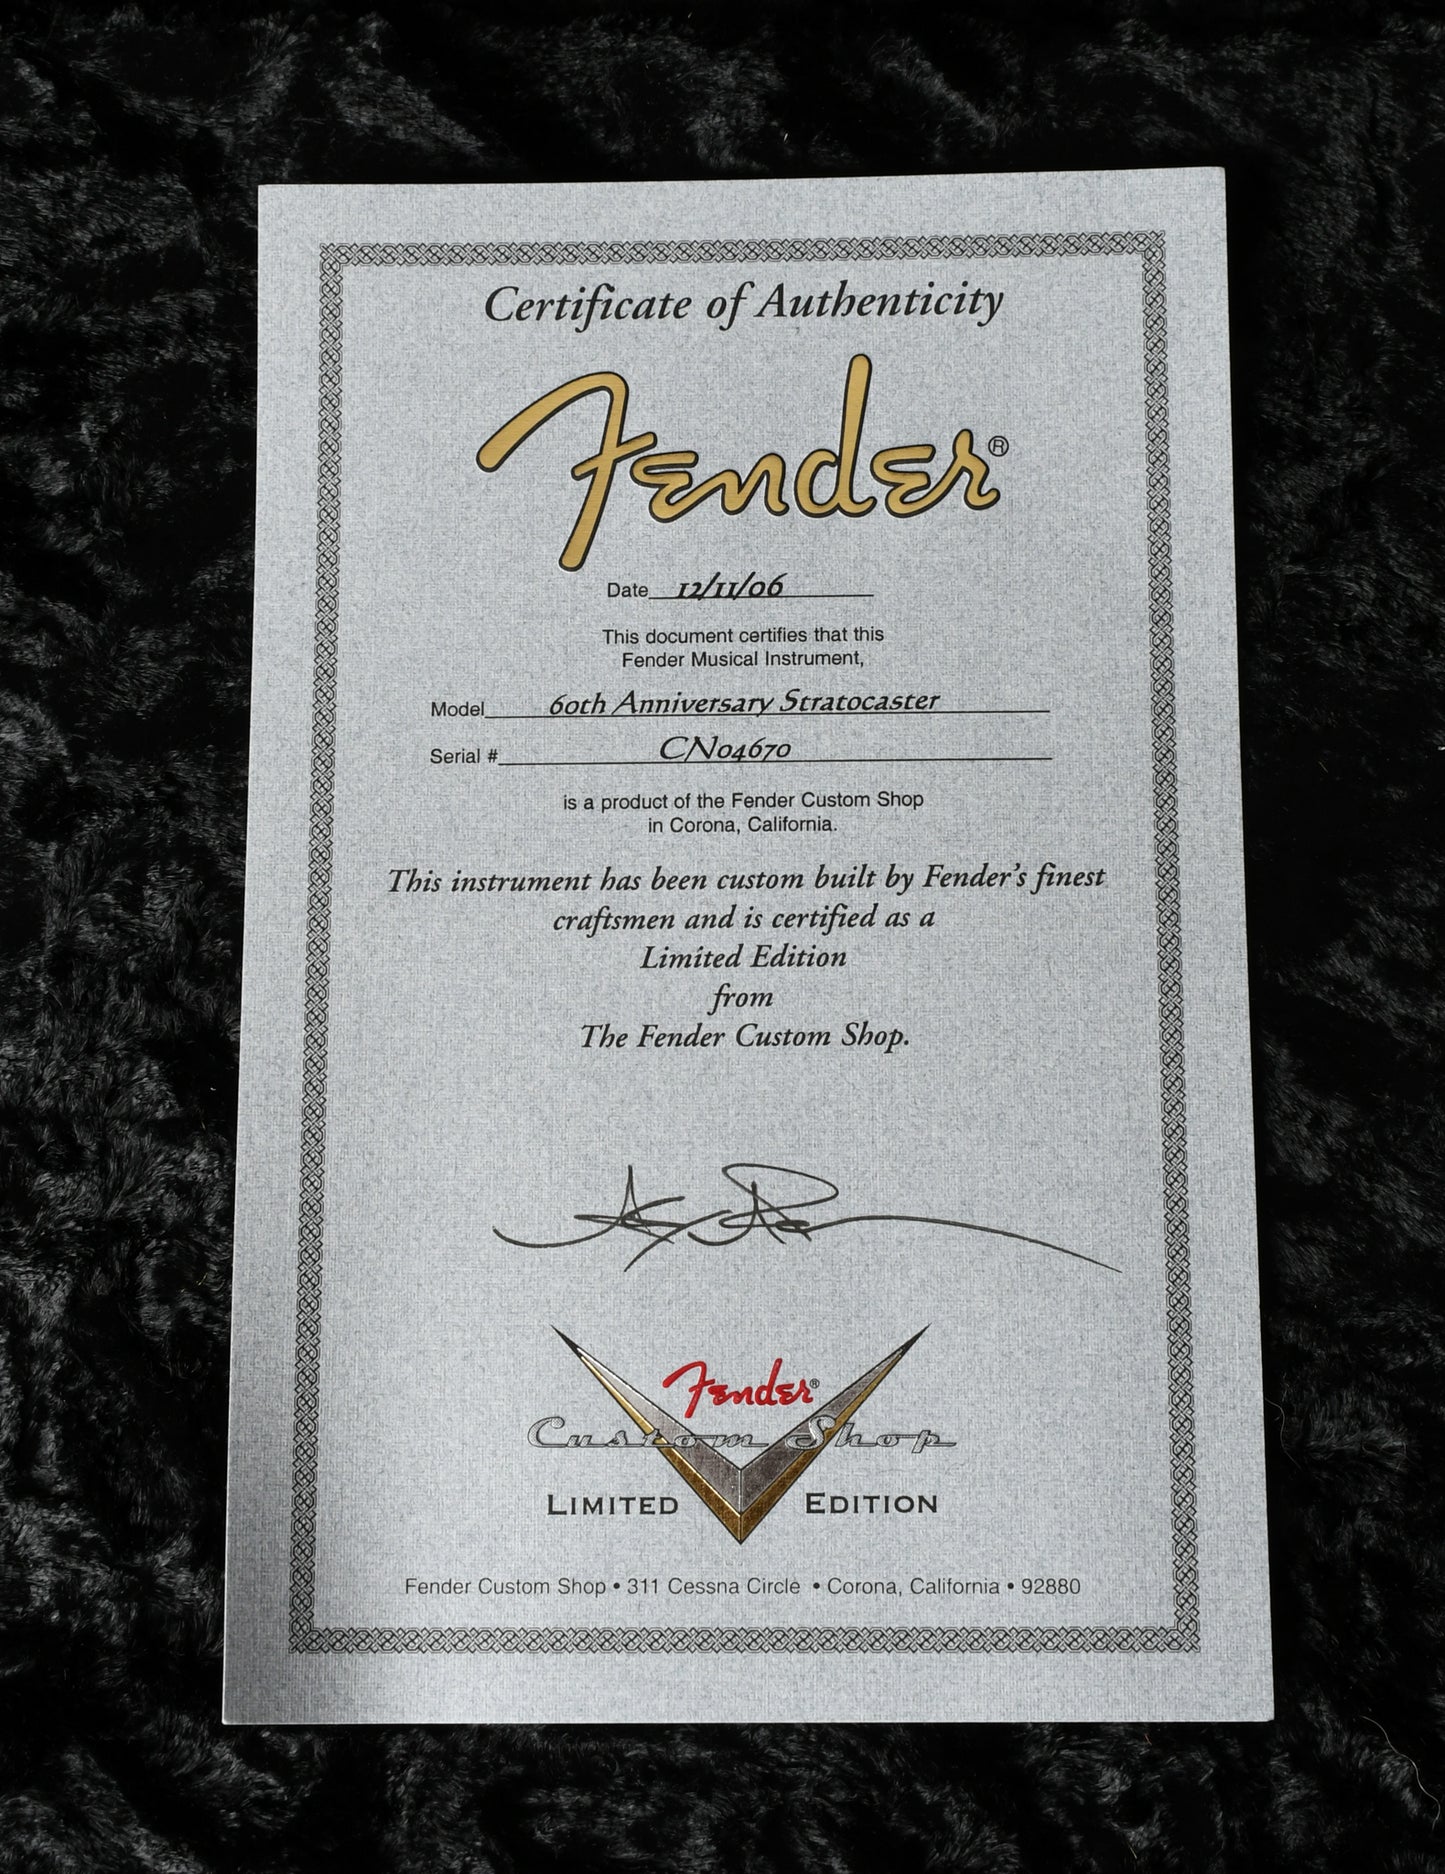 Certificate of Authenticity
Fender®
Date 12/11/06
This document certifies that this
Fender Musical Instrument,
Model 60th Anniversary Stratocaster
Serial # CN04670
is a product of the Fender Custom Shop
in Corona, California.
This instrument has been custom built by Fender's finest
craftsmen and is certified as a
Limited Edition
from
The Fender Custom Shop.
Fender®
Custom Shop
LIMITED EDITION
Fender Custom Shop • 311 Cessna Circle • Corona, California • 92880